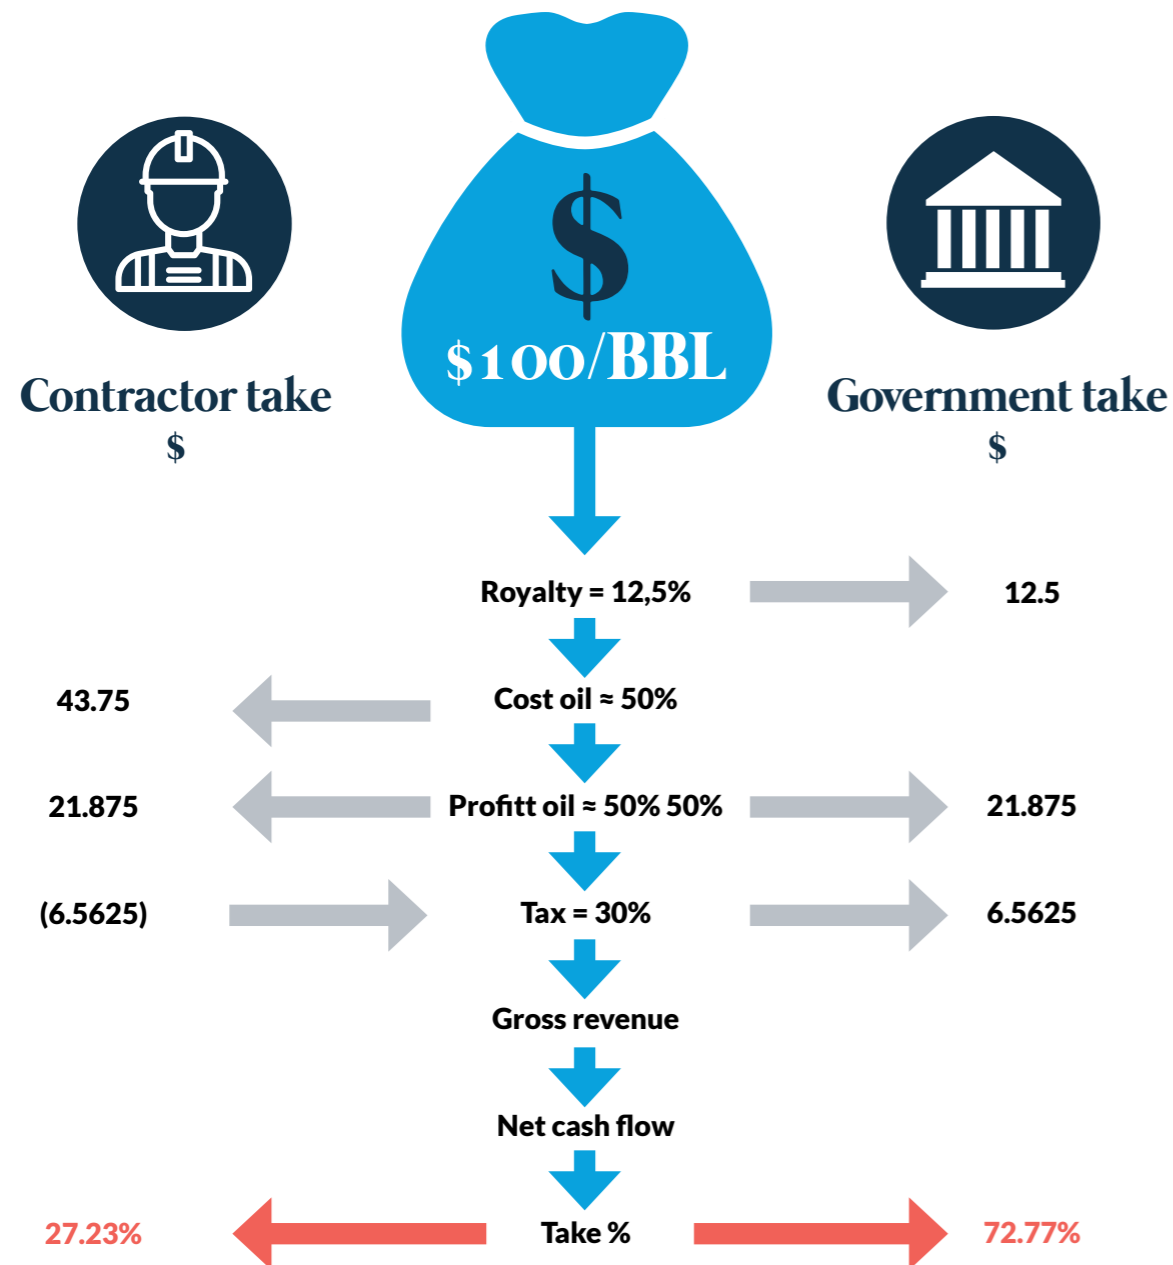 $
$100/BBL
Contractor take
$
Government take
$
Royalty = 12,5%
12.5
43.75
Cost oil ≈ 50%
21.875
Profitt oil ≈ 50% 50%
21.875
(6.5625)
Tax = 30%
6.5625
Gross revenue
Net cash flow
27.23%
Take %
72.77%